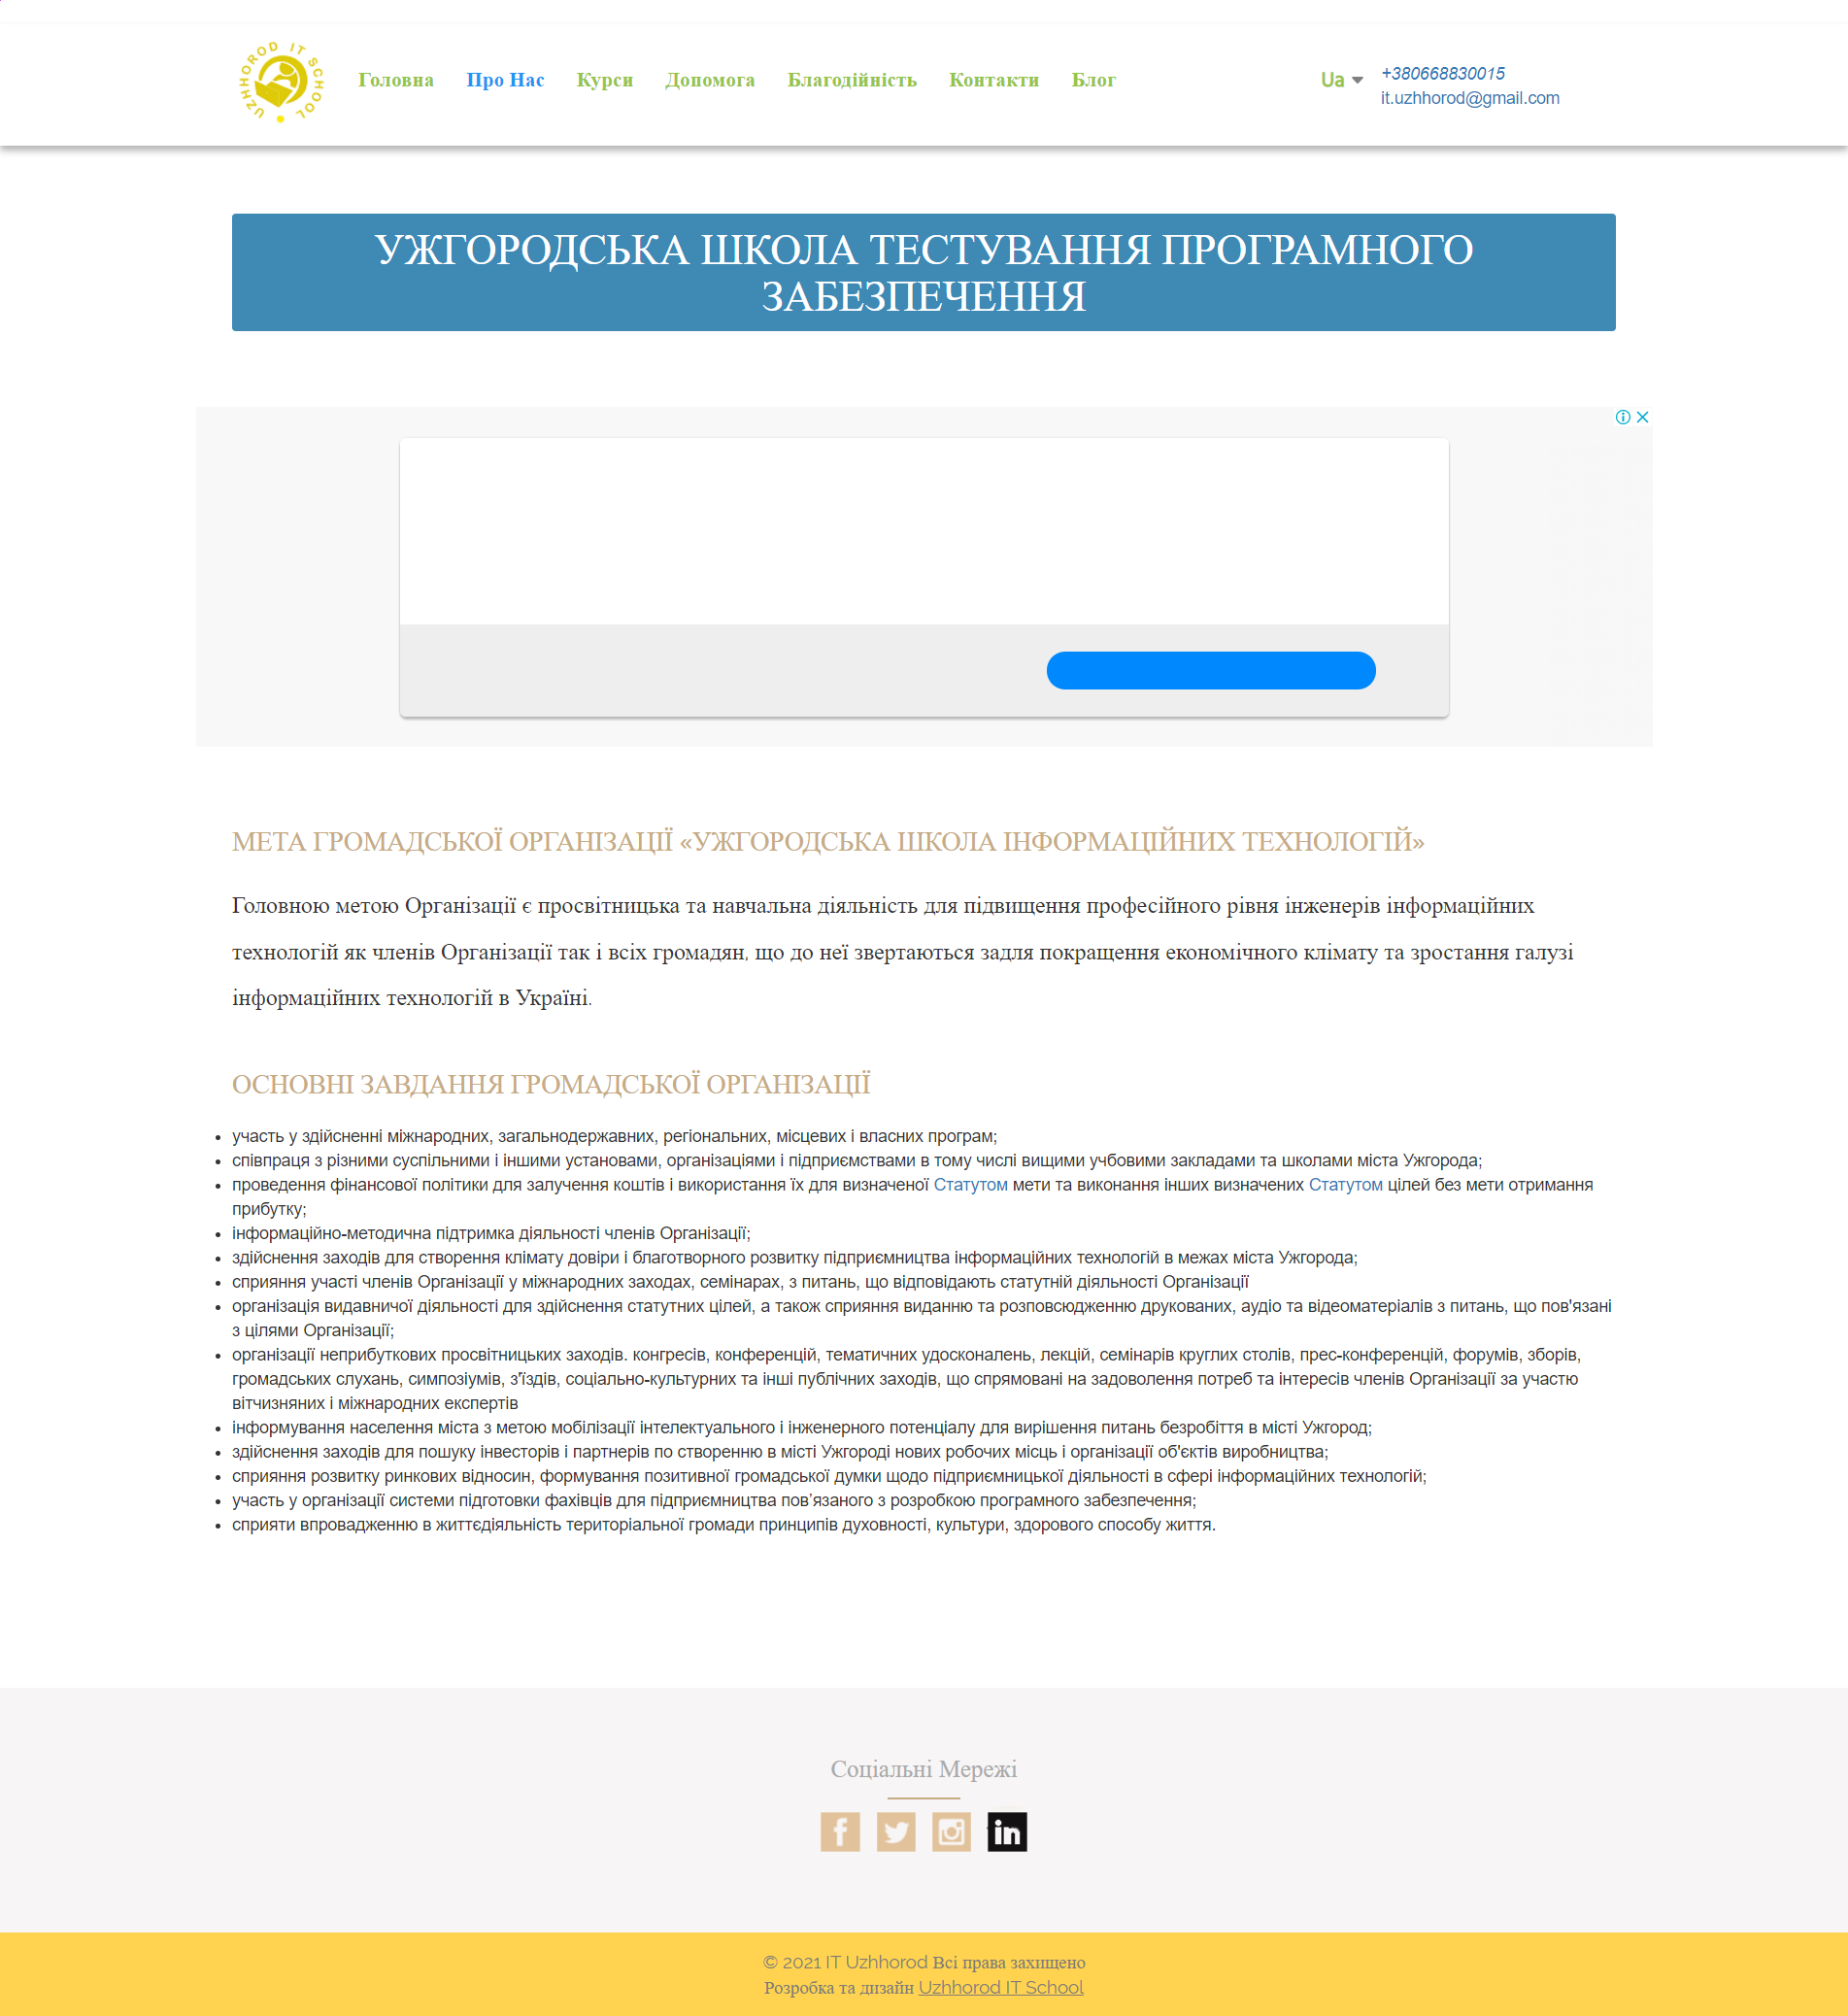 UZHHOROD IT SCHOOL
Головна Про Нас Курси Допомога Благодійність Контакти Блог
Ua
+380668830015
it.uzhhorod@gmail.com
УЖГОРОДСЬКА ШКОЛА ТЕСТУВАННЯ ПРОГРАМНОГО
ЗАБЕЗПЕЧЕННЯ
МЕТА ГРОМАДСЬКОЇ ОРГАНІЗАЦІЇ «УЖГОРОДСЬКА ШКОЛА ІНФОРМАЦІЙНИХ ТЕХНОЛОГІЙ»
Головною метою Організації є просвітницька та навчальна діяльність для підвищення професійного рівня інженерів інформаційних
технологій як членів Організації так і всіх громадян, що до неї звертаються задля покращення економічного клімату та зростання галузі
інформаційних технологій в Україні.
ОСНОВНІ ЗАВДАННЯ ГРОМАДСЬКОЇ ОРГАНІЗАЦІЇ
• участь у здійсненні міжнародних, загальнодержавних, регіональних, місцевих і власних програм;
• співпраця з різними суспільними і іншими установами, організаціями і підприємствами в тому числі вищими учбовими закладами та школами міста Ужгорода;
• проведення фінансової політики для залучення коштів і використання їх для визначеної Статутом мети та виконання інших визначених Статутом цілей без мети отримання
прибутку;
• інформаційно-методична підтримка діяльності членів Організації;
• здійснення заходів для створення клімату довіри і благотворного розвитку підприємництва інформаційних технологій в межах міста Ужгорода;
• сприяння участі членів Організації у міжнародних заходах, семінарах, з питань, що відповідають статутній діяльності Організації
• організація видавничої діяльності для здійснення статутних цілей, а також сприяння виданню та розповсюдженню друкованих, аудіо та відеоматеріалів з питань, що пов'язані
з цілями Організації;
• організації неприбуткових просвітницьких заходів. конгресів, конференцій, тематичних удосконалень, лекцій, семінарів круглих столів, прес-конференцій, форумів, зборів,
громадських слухань, симпозіумів, з'їздів, соціально-культурних та інші публічних заходів, що спрямовані на задоволення потреб та інтересів членів Організації за участю
вітчизняних і міжнародних експертів
• інформування населення міста з метою мобілізації інтелектуального і інженерного потенціалу для вирішення питань безробіття в місті Ужгород;
• здійснення заходів для пошуку інвесторів і партнерів по створенню в місті Ужгороді нових робочих місць і організації об'єктів виробництва;
• сприяння розвитку ринкових відносин, формування позитивної громадської думки щодо підприємницької діяльності в сфері інформаційних технологій;
• участь у організації системи підготовки фахівців для підприємництва пов’язаного з розробкою програмного забезпечення;
• сприяти впровадженню в життєдіяльність територіальної громади принципів духовності, культури, здорового способу життя.
Соціальні Мережі
© 2021 IT Uzhhorod Всі права захищено
Розробка та дизайн Uzhhorod IT School